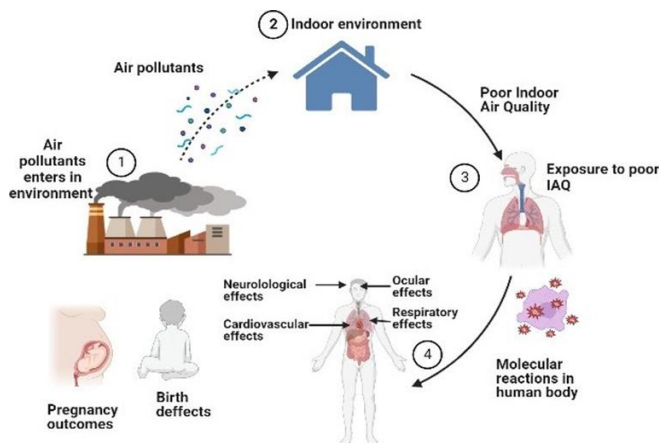 2 Indoor environment
Air pollutants
Poor Indoor
Air Quality
Air
pollutants
enters in
environment
1
3
Exposure to poor
IAQ
Neurolological
effects
Ocular
effects
Cardiovascular
effects
Respiratory
effects
4
Molecular
reactions in
human body
Pregnancy
outcomes
Birth
deffects